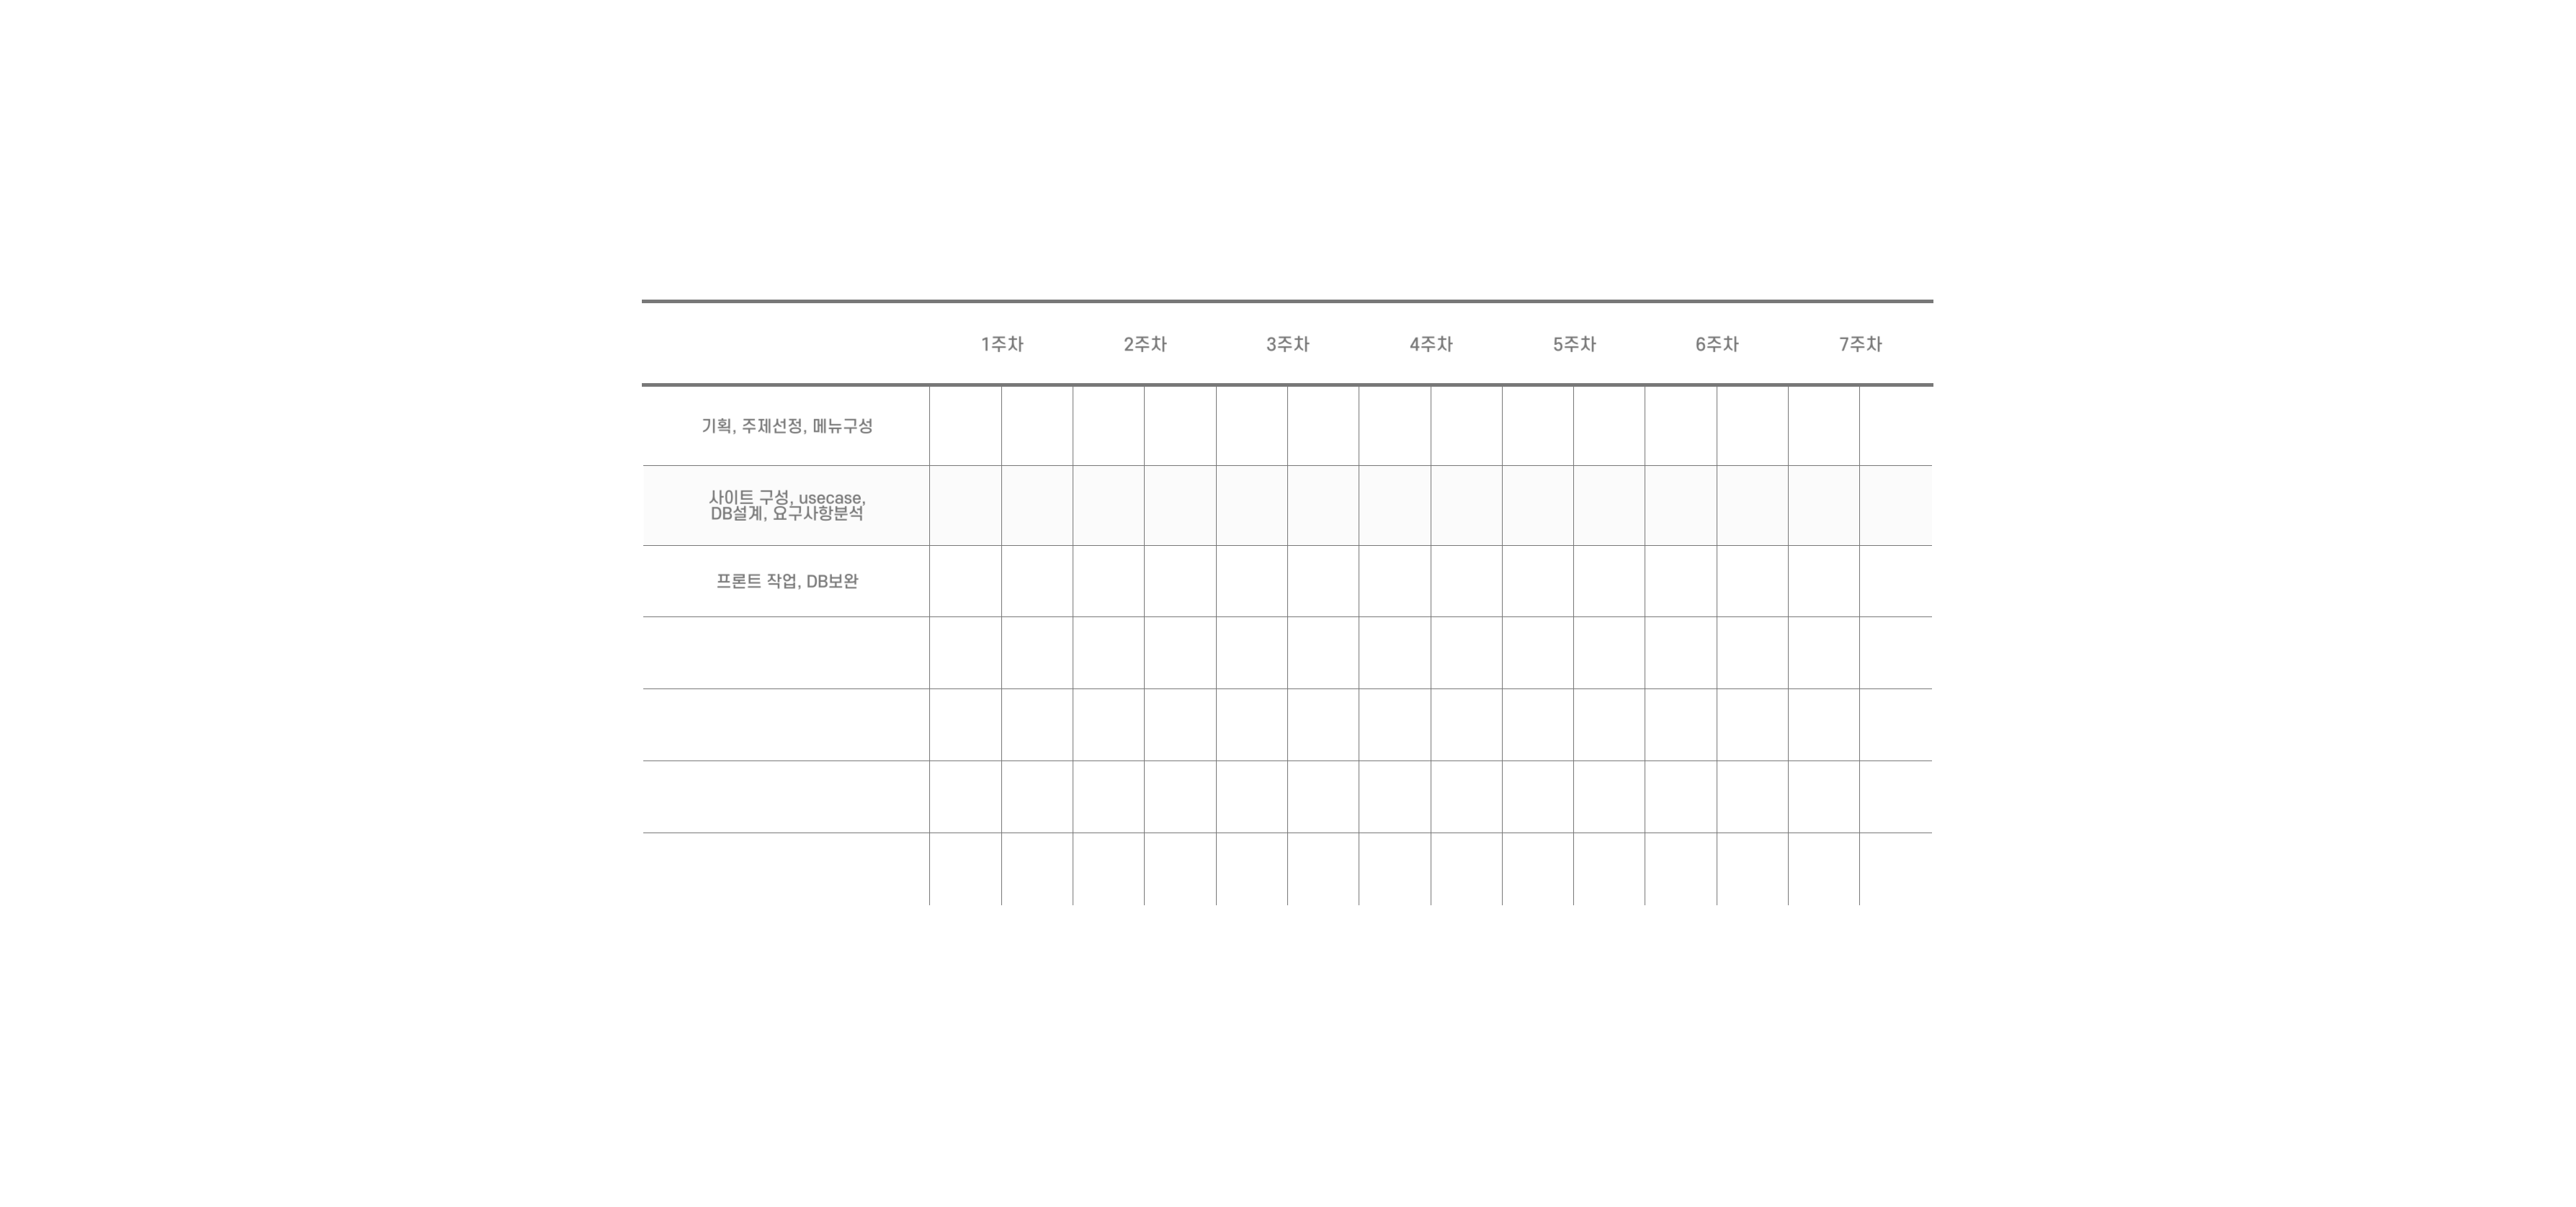 1주차 2주차 3주차 4주차 5주차 6주차 7주차
기획, 주제선정, 메뉴구성
사이트 구성, usecase,
DB설계, 요구사항분석
프론트 작업, DB보완